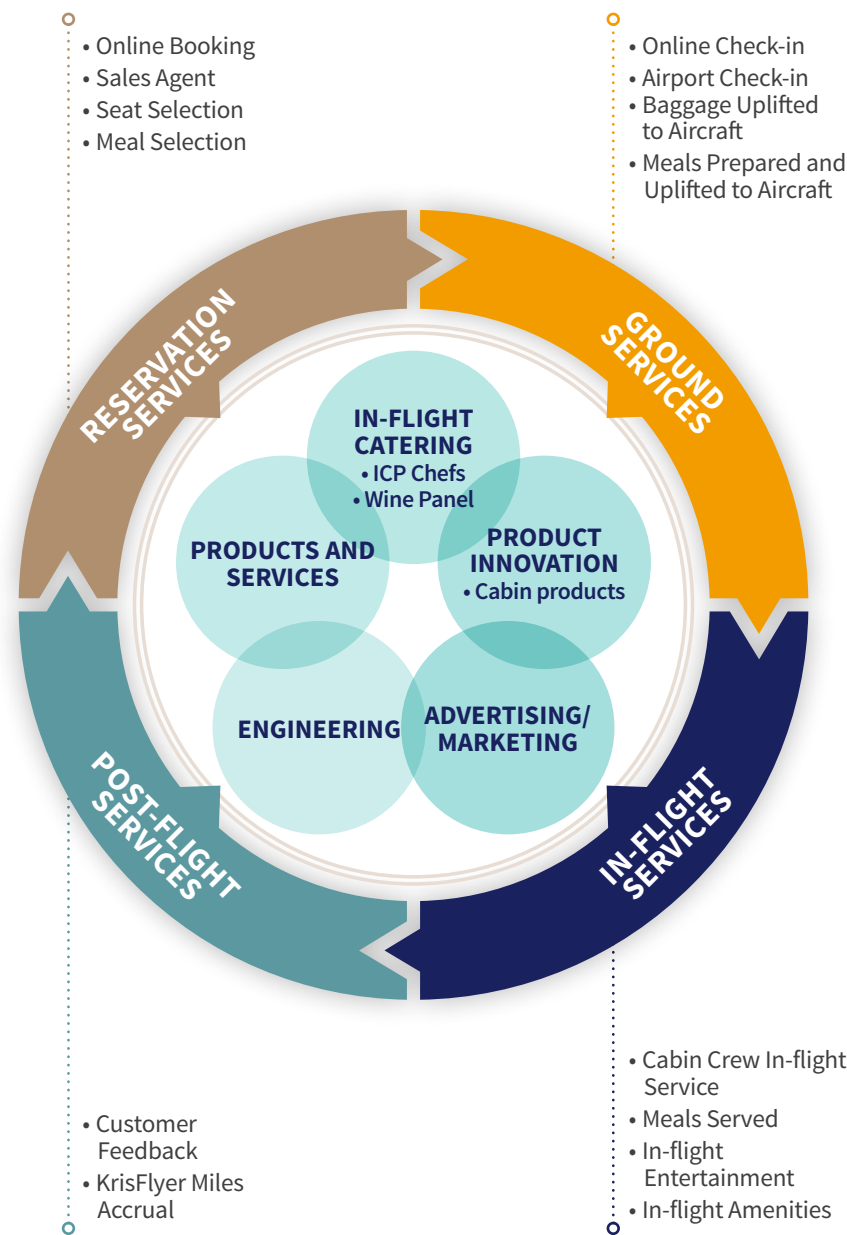 • Online Booking
• Sales Agent
• Seat Selection
• Meal Selection
• Online Check-in
• Airport Check-in
• Baggage Uplifted
to Aircraft
• Meals Prepared and
Uplifted to Aircraft
RESERVATION
SERVICES
GROUND
SERVICES
IN-FLIGHT
CATERING
• ICP Chefs
• Wine Panel
PRODUCTS AND
SERVICES
PRODUCT
INNOVATION
• Cabin products
ENGINEERING
ADVERTISING/
MARKETING
POST-FLIGHT
SERVICES
IN-FLIGHT
SERVICES
• Customer
Feedback
• KrisFlyer Miles
Accrual
• Cabin Crew In-flight
Service
• Meals Served
• In-flight
Entertainment
• In-flight Amenities